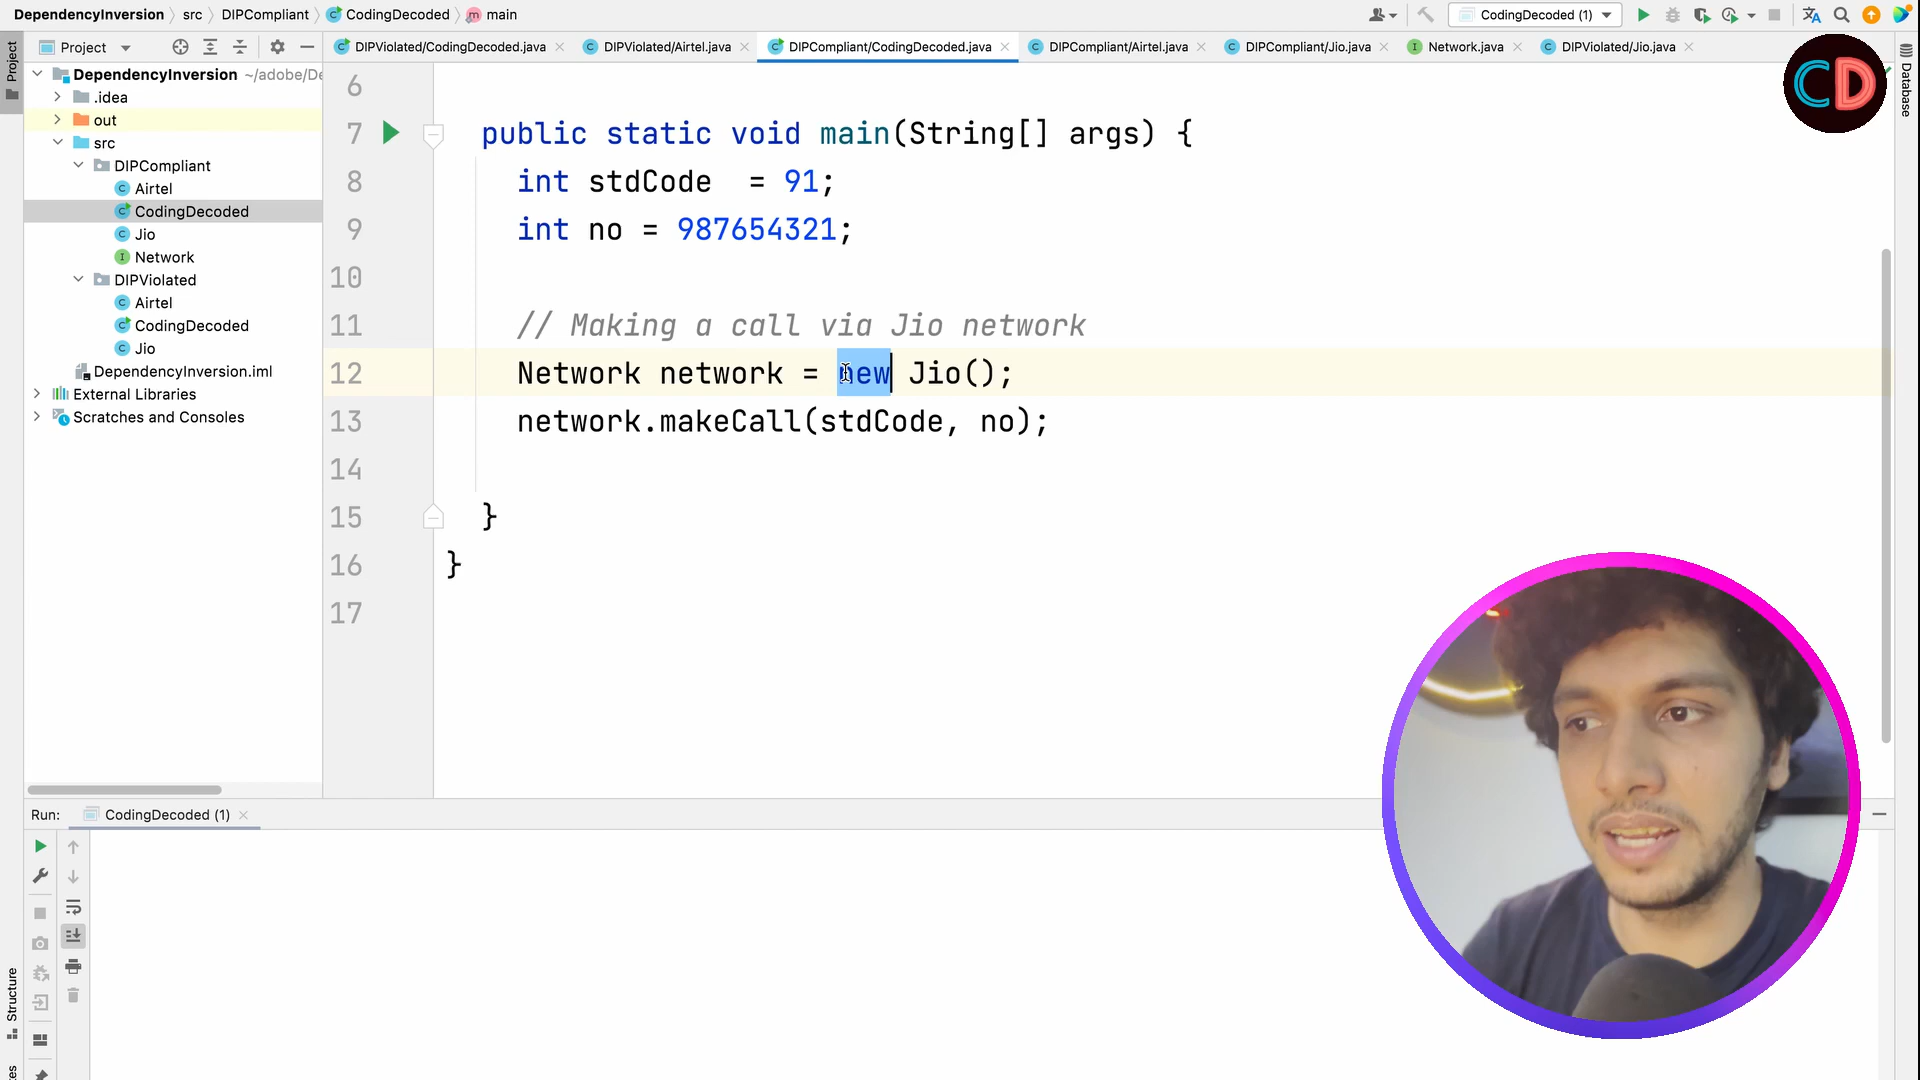 DependencyInversion src DIPCompliant CodingDecoded main
CodingDecoded (1)
Project
DIPViolated/CodingDecoded.java DIPViolated/Airtel.java DIPCompliant/CodingDecoded.java DIPCompliant/Airtel.java DIPCompliant/Jio.java Network.java DIPViolated/Jio.java
Project
Database
CD
DependencyInversion ~/adobe/De
.idea
out
src
DIPCompliant
Airtel
CodingDecoded
Jio
Network
DIPViolated
Airtel
CodingDecoded
Jio
DependencyInversion.iml
External Libraries
Scratches and Consoles
6
7 public static void main(String[] args) {
8 int stdCode = 91;
9 int no = 987654321;
10
11 // Making a call via Jio network
12 Network network = new Jio();
13 network.makeCall(stdCode, no);
14
15 }
16 }
17
Run: CodingDecoded (1)
Structure